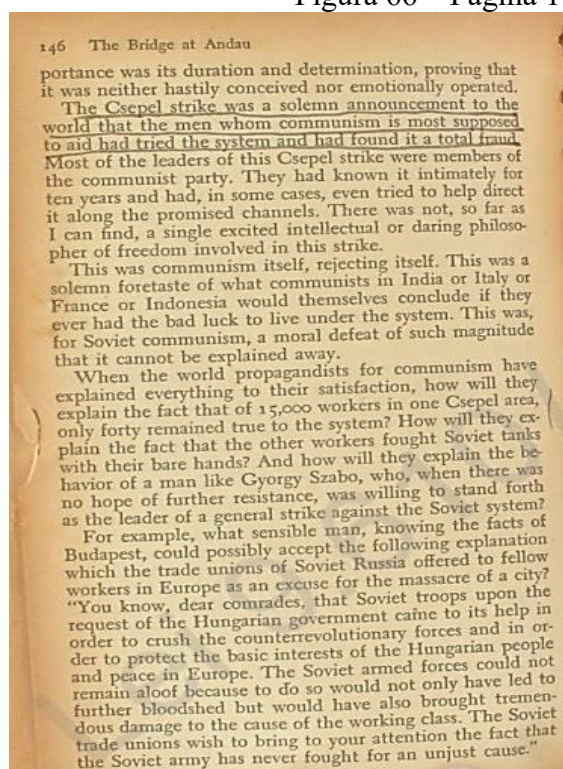 146 The Bridge at Andau
portance was its duration and determination, proving that
it was neither hastily conceived nor emotionally operated.
The Csepel strike was a solemn announcement to the
world that the men whom communism is most supposed
to aid had tried the system and had found it a total fraud.
Most of the leaders of this Csepel strike were members of
the communist party. They had known it intimately for
ten years and had, in some cases, even tried to help direct
it along the promised channels. There was not, so far as
I can find, a single excited intellectual or daring philoso-
pher of freedom involved in this strike.
This was communism itself, rejecting itself. This was a
solemn foretaste of what communists in India or Italy or
France or Indonesia would themselves conclude if they
ever had the bad luck to live under the system. This was,
for Soviet communism, a moral defeat of such magnitude
that it cannot be explained away.
When the world propagandists for communism have
explained everything to their satisfaction, how will they
explain the fact that of 15,000 workers in one Csepel area,
only forty remained true to the system? How will they ex-
plain the fact that the other workers fought Soviet tanks
with their bare hands? And how will they explain the be-
havior of a man like Gyorgy Szabo, who, when there was
no hope of further resistance, was willing to stand forth
as the leader of a general strike against the Soviet system?
For example, what sensible man, knowing the facts of
Budapest, could possibly accept the following explanation
which the trade unions of Soviet Russia offered to fellow
workers in Europe as an excuse for the massacre of a city?
"You know, dear comrades, that Soviet troops upon the
request of the Hungarian government came to its help in
order to crush the counterrevolutionary forces and in or-
der to protect the basic interests of the Hungarian people
and peace in Europe. The Soviet armed forces could not
remain aloof because to do so would not only have led to
further bloodshed but would have also brought tremen-
dous damage to the cause of the working class. The Soviet
trade unions wish to bring to your attention the fact that
the Soviet army has never fought for an unjust cause."